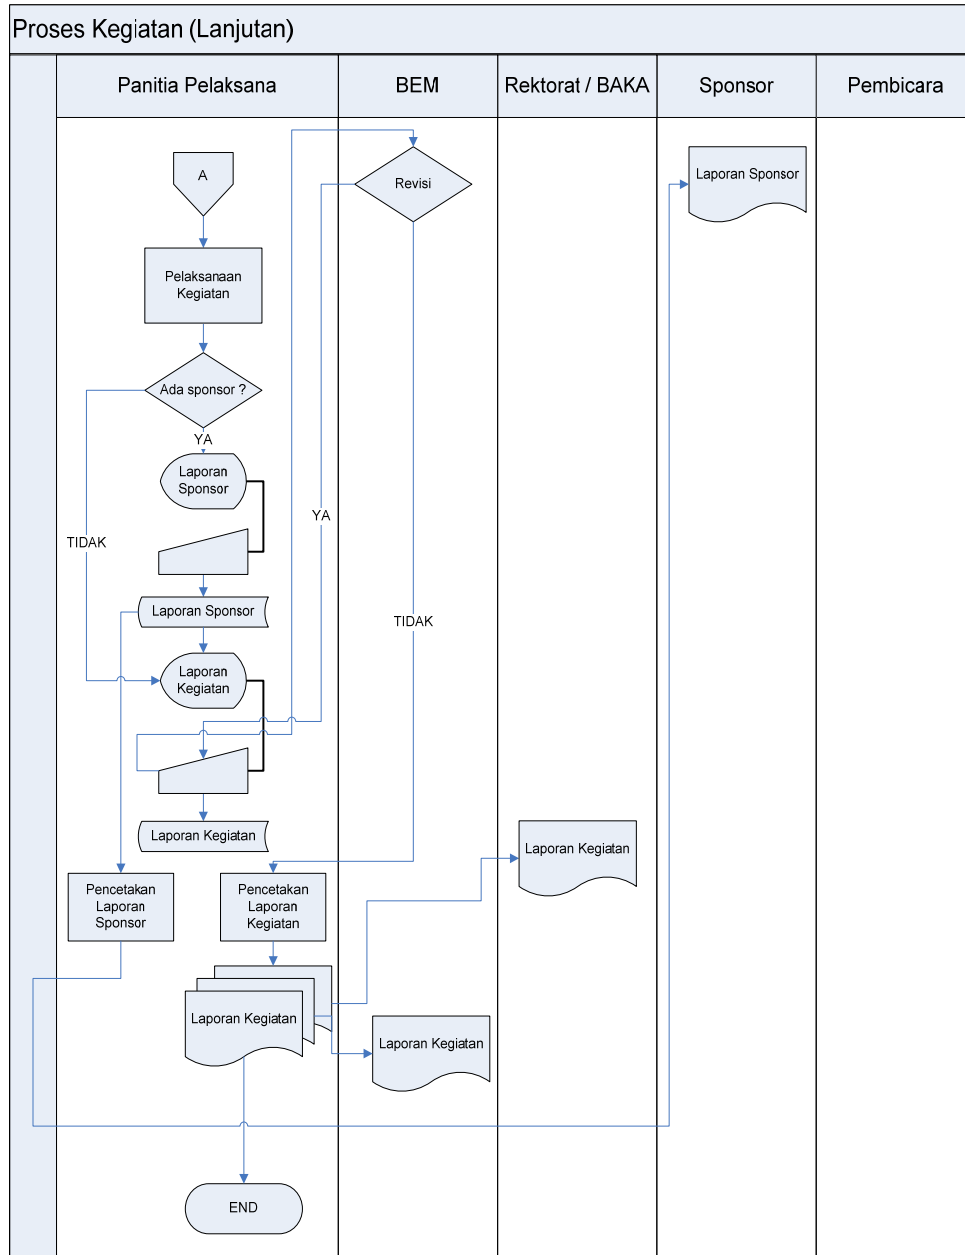 Proses Kegiatan (Lanjutan)
Panitia Pelaksana
BEM
Rektorat / BAKA
Sponsor
Pembicara
A
Revisi
Laporan Sponsor
Pelaksanaan
Kegiatan
Ada sponsor ?
YA
Laporan
Sponsor
YA
TIDAK
Laporan Sponsor
TIDAK
Laporan
Kegiatan
Laporan Kegiatan
Laporan Kegiatan
Pencetakan
Laporan
Sponsor
Pencetakan
Laporan
Kegiatan
Laporan Kegiatan
Laporan Kegiatan
END